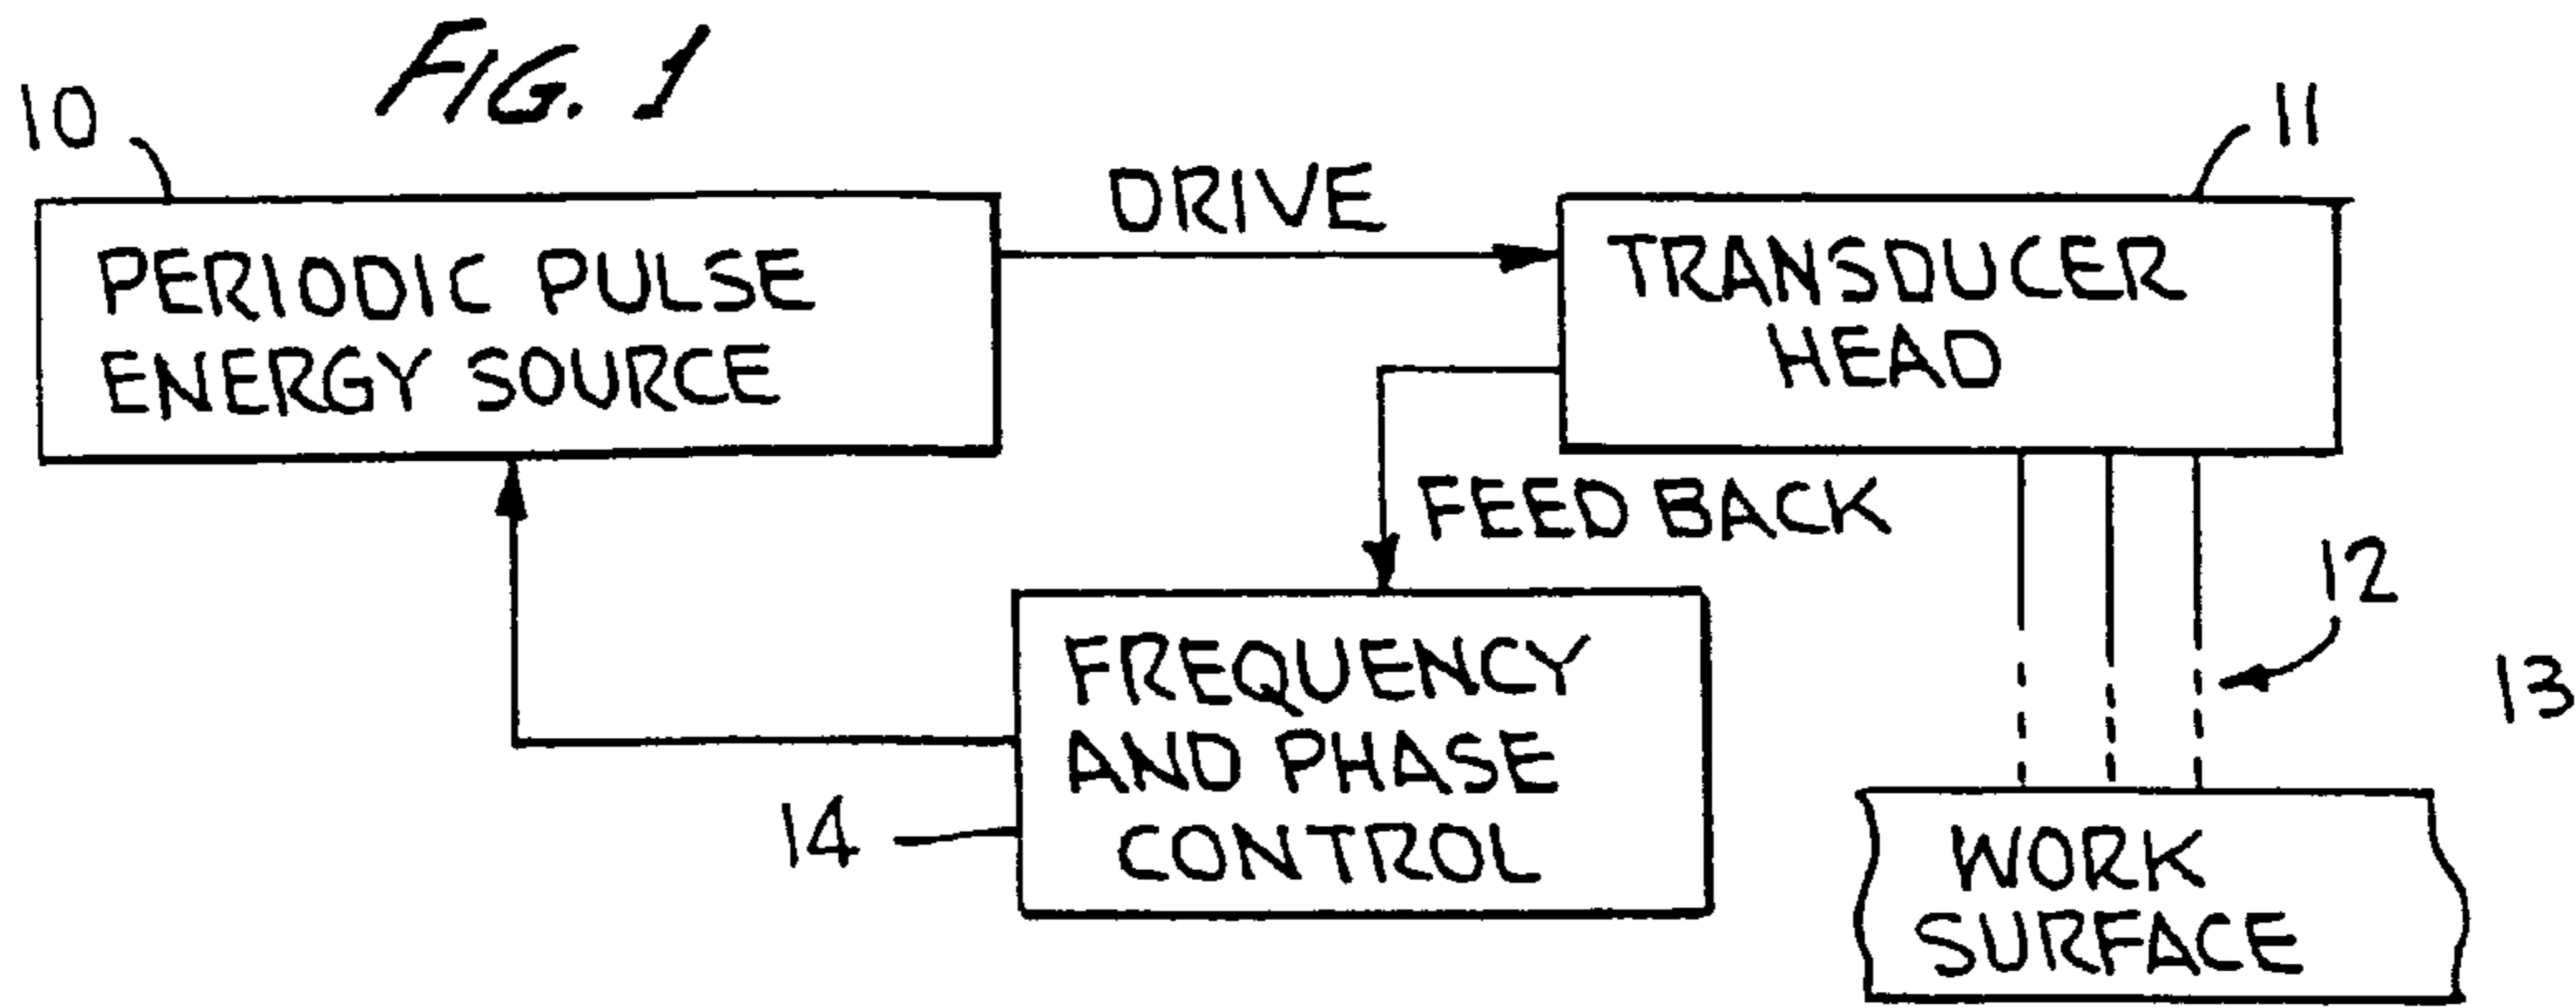 FIG. 1
10
11
DRIVE
PERIODIC PULSE
ENERGY SOURCE
TRANSDUCER
HEAD
FEED BACK
12
13
FREQUENCY
AND PHASE
CONTROL
14
WORK
SURFACE